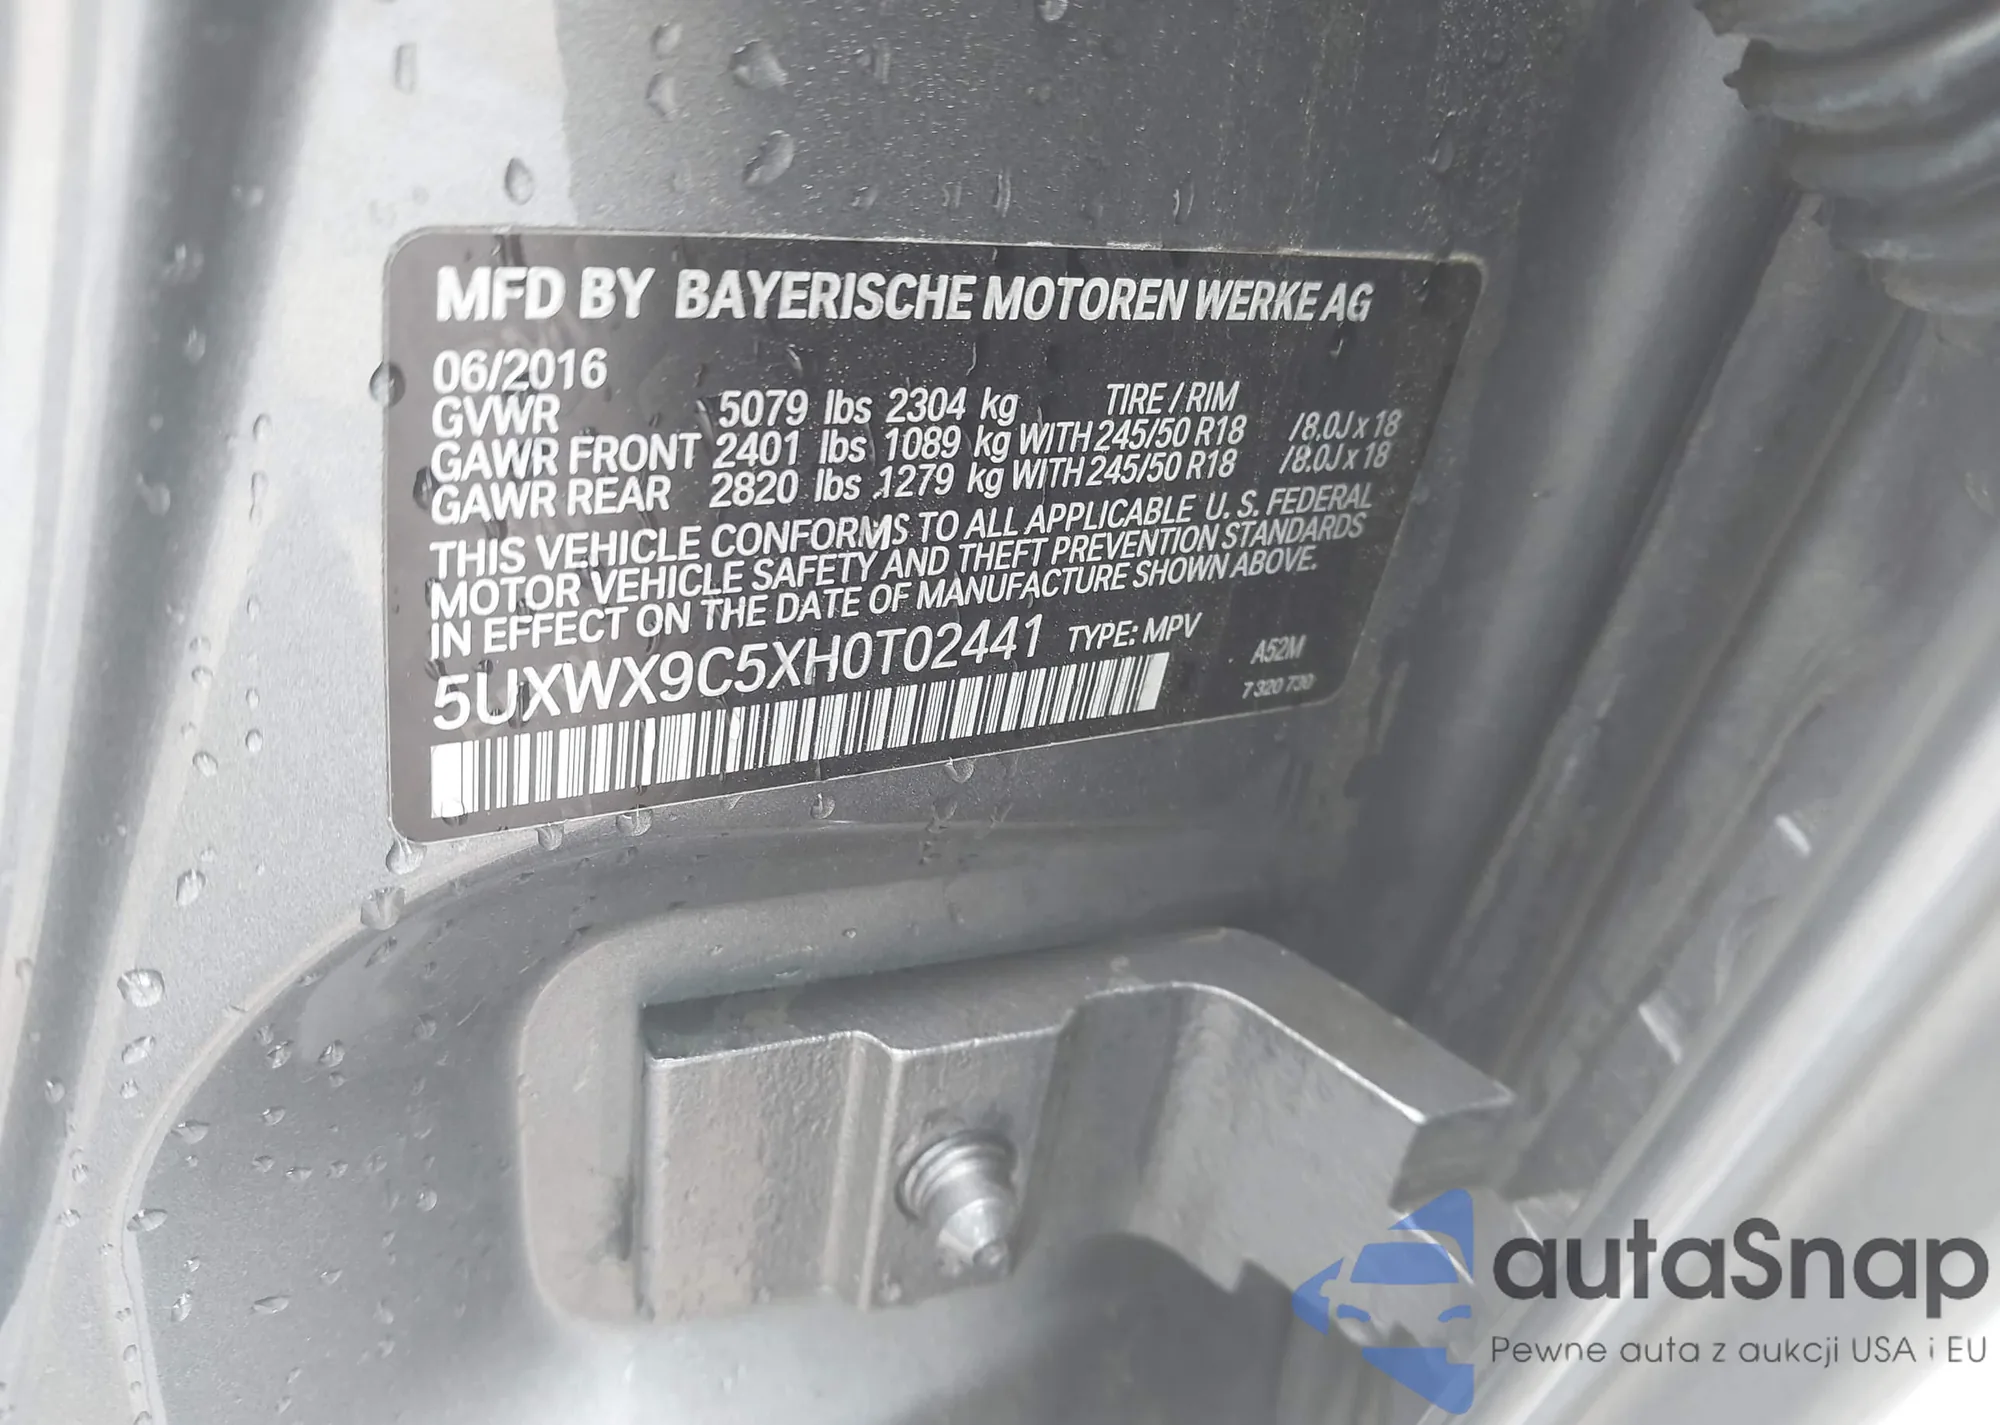 MFD BY BAYERISCHE MOTOREN WERKE AG
06/2016 TIRE / RIM
GVWR 5079 lbs 2304 kg
GAWR FRONT 2401 lbs 1089 kg WITH 245/50 R18 /8.0J x 18
GAWR REAR 2820 lbs 1279 kg WITH 245/50 R18 /8.0J x 18
THIS VEHICLE CONFORMS TO ALL APPLICABLE U. S. FEDERAL
MOTOR VEHICLE SAFETY AND THEFT PREVENTION STANDARDS
IN EFFECT ON THE DATE OF MANUFACTURE SHOWN ABOVE.
5UXWX9C5XH0T02441 TYPE: MPV
A52M
7 320 730
autaSnap
Pewne auta z aukcji USA i EU